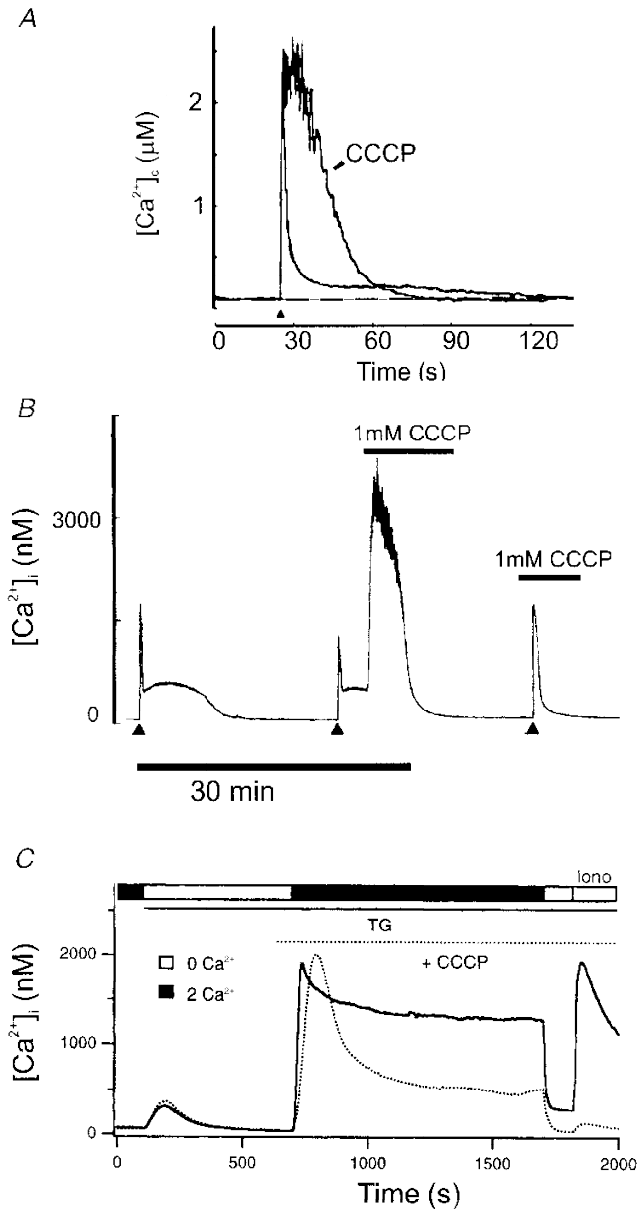 A
[Ca²⁺]c (μM)
2
1
CCCP
0 30 60 90 120
Time (s)
B
[Ca²⁺]i (nM)
3000
0
1mM CCCP
1mM CCCP
30 min
C
Iono
TG
+ CCCP
0 Ca²⁺
2 Ca²⁺
[Ca²⁺]i (nM)
2000
1000
0
0 500 1000 1500 2000
Time (s)